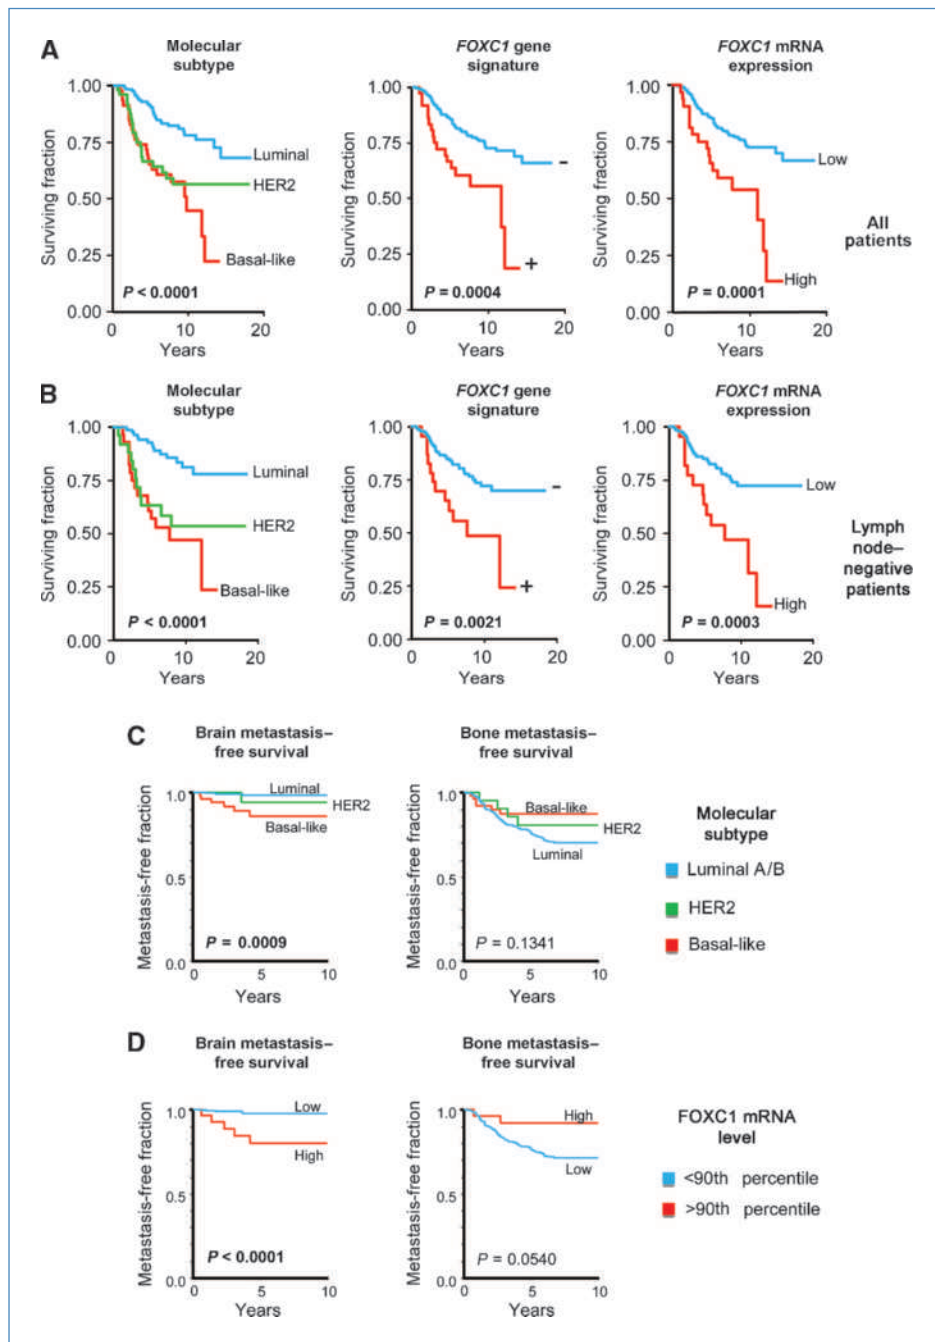 A
Molecular
subtype
FOXC1 gene
signature
FOXC1 mRNA
expression
Surviving fraction
1.00
0.75
0.50
0.25
0.00
Luminal
HER2
Basal-like
P < 0.0001
0 10 20
Years
Surviving fraction
1.00
0.75
0.50
0.25
0.00
-
+
P = 0.0004
0 10 20
Years
Surviving fraction
1.00
0.75
0.50
0.25
0.00
Low
High
P = 0.0001
0 10 20
Years
All
patients
B
Molecular
subtype
FOXC1 gene
signature
FOXC1 mRNA
expression
Surviving fraction
1.00
0.75
0.50
0.25
0.00
Luminal
HER2
Basal-like
P < 0.0001
0 10 20
Years
Surviving fraction
1.00
0.75
0.50
0.25
0.00
-
+
P = 0.0021
0 10 20
Years
Surviving fraction
1.00
0.75
0.50
0.25
0.00
Low
High
P = 0.0003
0 10 20
Years
Lymph
node–
negative
patients
C
Brain metastasis–
free survival
Bone metastasis–
free survival
Metastasis-free fraction
1.0
0.5
0.0
Luminal
HER2
Basal-like
P = 0.0009
0 5 10
Years
Metastasis-free fraction
1.0
0.5
0.0
Basal-like
HER2
Luminal
P = 0.1341
0 5 10
Years
Molecular
subtype
Luminal A/B
HER2
Basal-like
D
Brain metastasis–
free survival
Bone metastasis–
free survival
Metastasis-free fraction
1.0
0.5
0.0
Low
High
P < 0.0001
0 5 10
Years
Metastasis-free fraction
1.0
0.5
0.0
High
Low
P = 0.0540
0 5 10
Years
FOXC1 mRNA
level
<90th percentile
>90th percentile